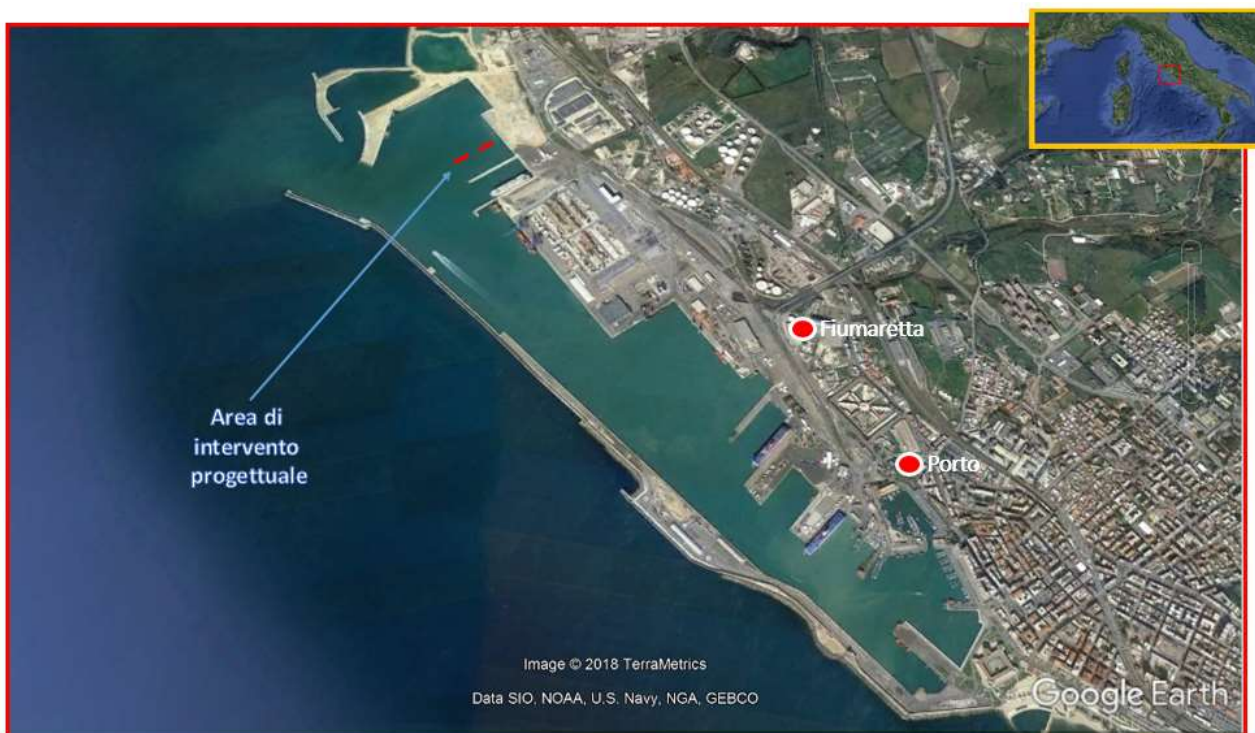 Fiumaretta
Area di
intervento
progettuale
Porto
Image © 2018 TerraMetrics
Data SIO, NOAA, U.S. Navy, NGA, GEBCO
Google Earth